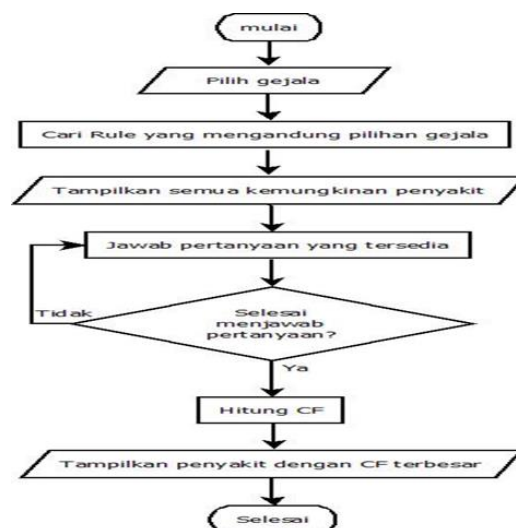 mulai
Pilih gejala
Cari Rule yang mengandung pilihan gejala
Tampilkan semua kemungkinan penyakit
Jawab pertanyaan yang tersedia
Tidak
Selesai
menjawab
pertanyaan?
Ya
Hitung CF
Tampilkan penyakit dengan CF terbesar
Selesai